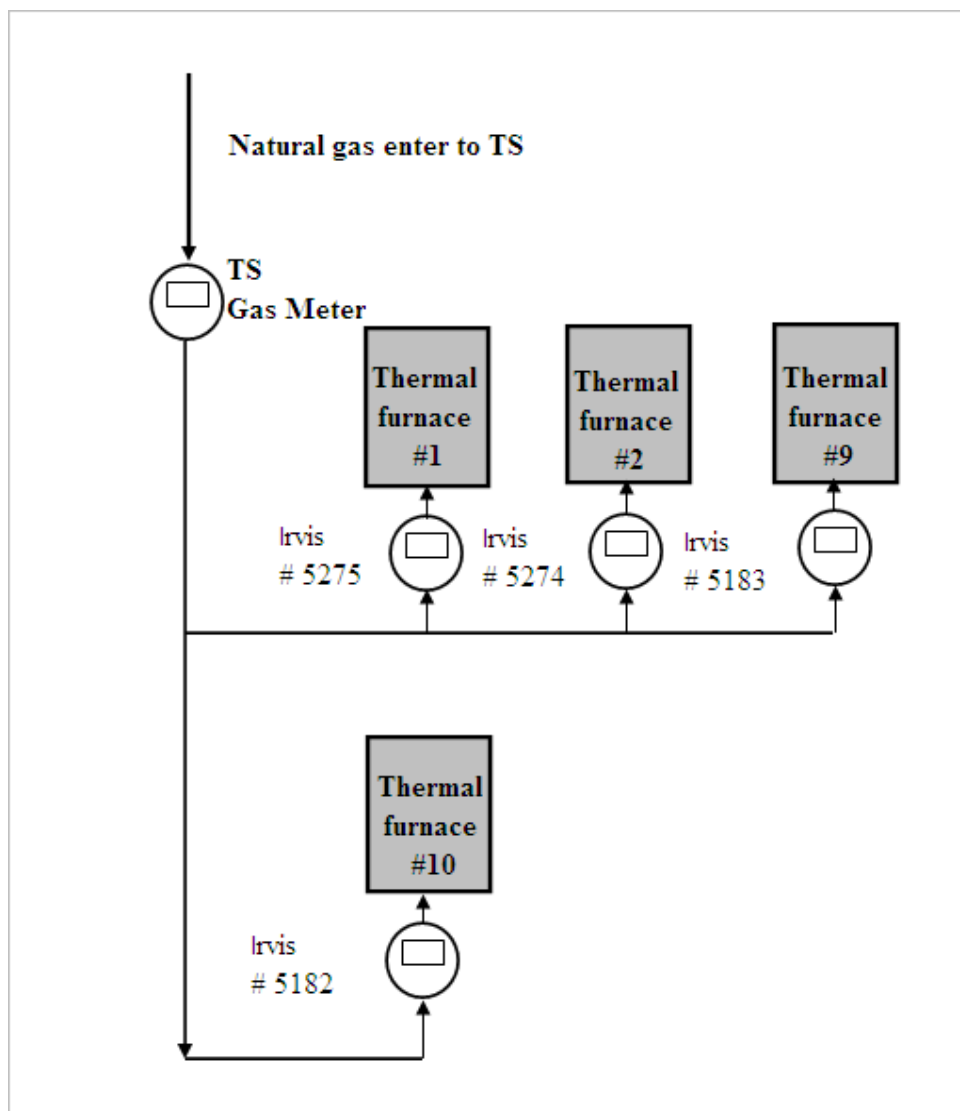 Natural gas enter to TS
TS
Gas Meter
Thermal
furnace
#1
Thermal
furnace
#2
Thermal
furnace
#9
Irvis
# 5275
Irvis
# 5274
Irvis
# 5183
Thermal
furnace
#10
Irvis
# 5182